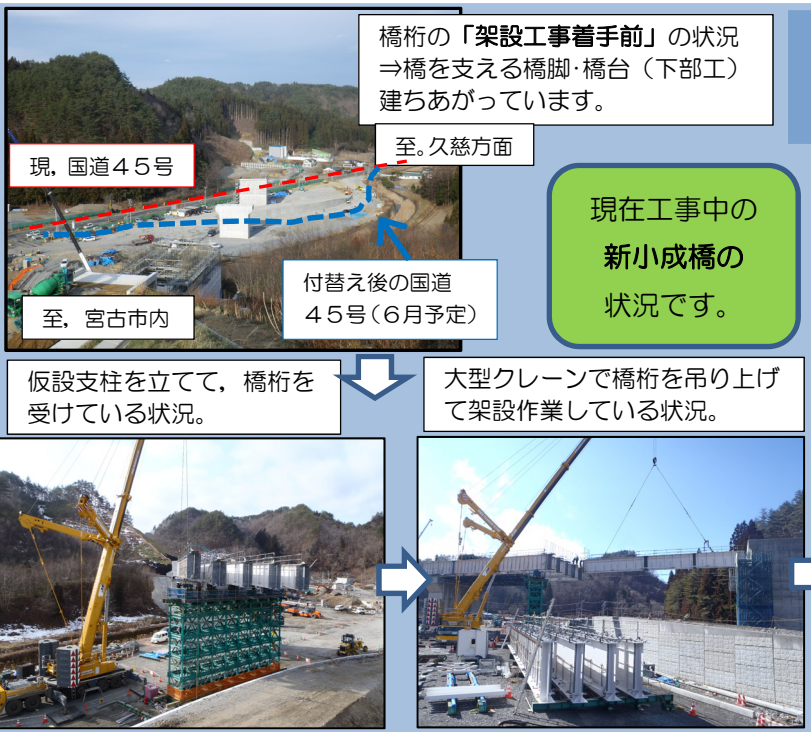 橋桁の「架設工事着手前」の状況
⇒橋を支える橋脚･橋台（下部工）
建ちあがっています。
至。久慈方面
現，国道４５号
現在工事中の
新小成橋の
状況です。
付替え後の国道
４５号（６月予定）
至，宮古市内
仮設支柱を立てて，橋桁を
受けている状況。
大型クレーンで橋桁を吊り上げ
て架設作業している状況。